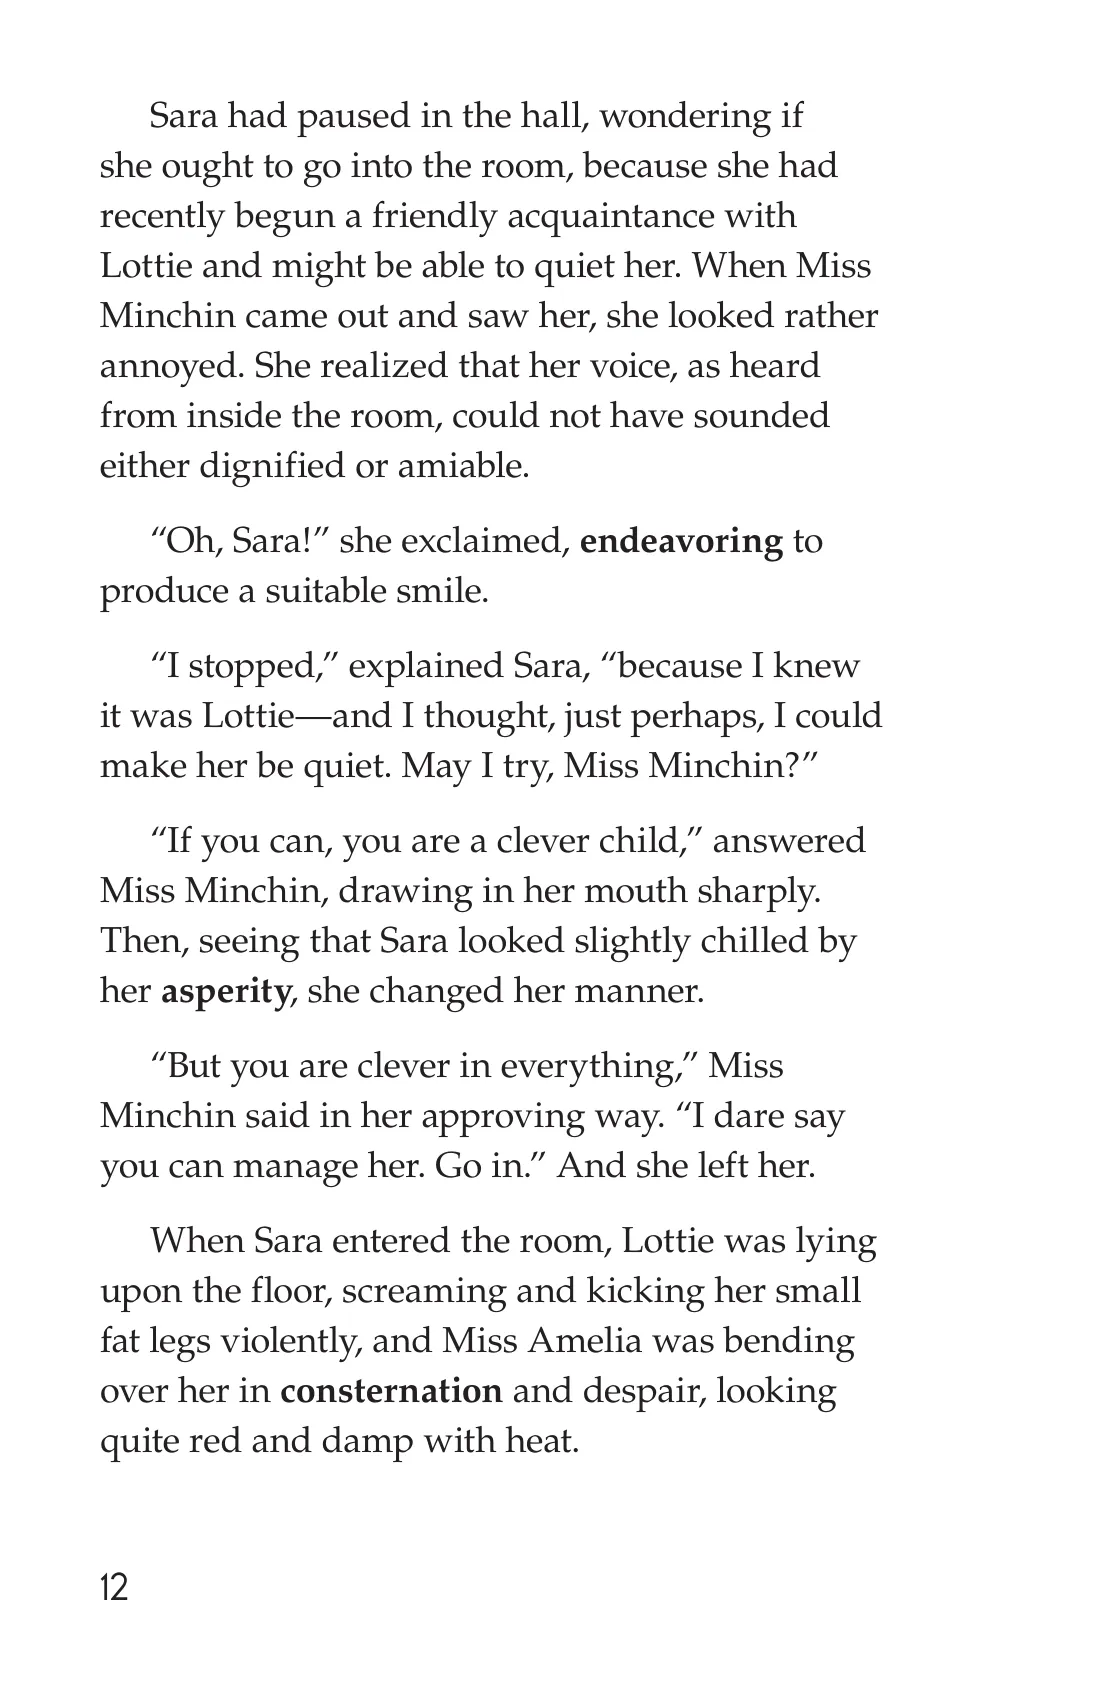 Sara had paused in the hall, wondering if
she ought to go into the room, because she had
recently begun a friendly acquaintance with
Lottie and might be able to quiet her. When Miss
Minchin came out and saw her, she looked rather
annoyed. She realized that her voice, as heard
from inside the room, could not have sounded
either dignified or amiable.
“Oh, Sara!” she exclaimed, endeavoring to
produce a suitable smile.
“I stopped,” explained Sara, “because I knew
it was Lottie—and I thought, just perhaps, I could
make her be quiet. May I try, Miss Minchin?”
“If you can, you are a clever child,” answered
Miss Minchin, drawing in her mouth sharply.
Then, seeing that Sara looked slightly chilled by
her asperity, she changed her manner.
“But you are clever in everything,” Miss
Minchin said in her approving way. “I dare say
you can manage her. Go in.” And she left her.
When Sara entered the room, Lottie was lying
upon the floor, screaming and kicking her small
fat legs violently, and Miss Amelia was bending
over her in consternation and despair, looking
quite red and damp with heat.
12